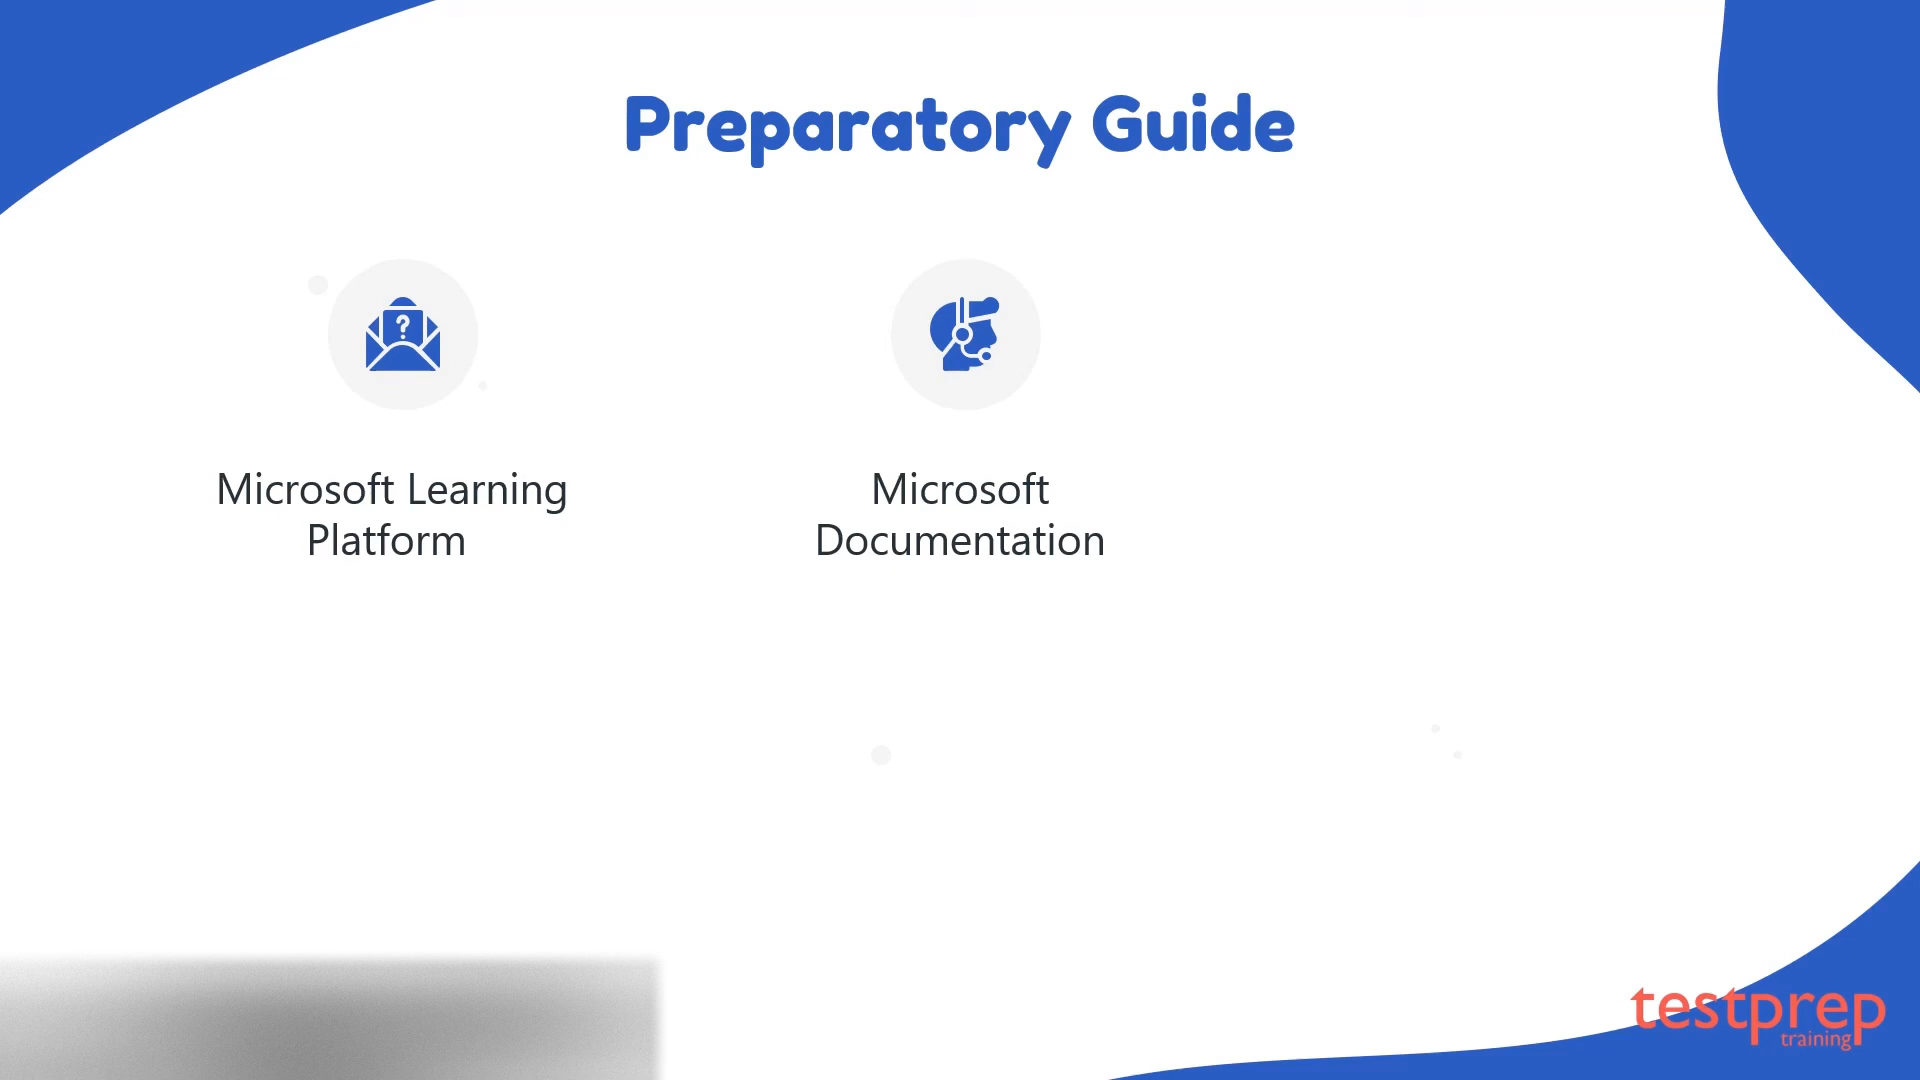 Preparatory Guide
?
Microsoft Learning
Platform
Microsoft
Documentation
testprep
training